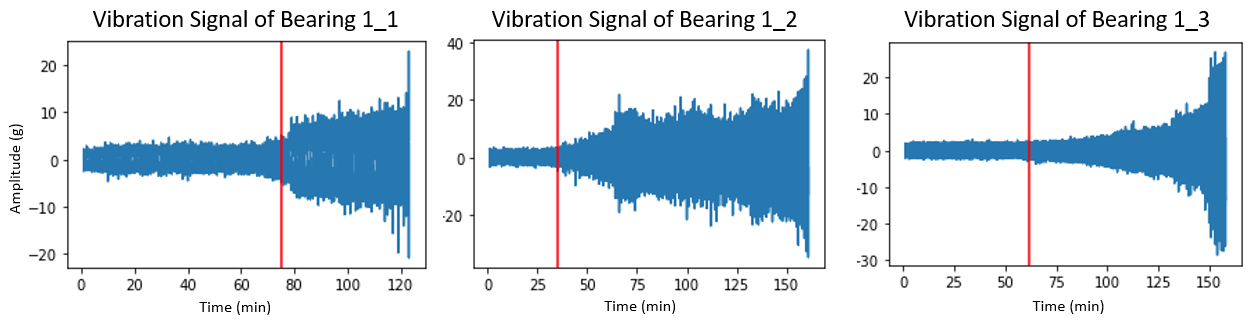 Vibration Signal of Bearing 1_1
Vibration Signal of Bearing 1_2
Vibration Signal of Bearing 1_3
Amplitude (g)
20
10
0
−10
−20
0 20 40 60 80 100 120
Time (min)
40
20
0
-20
0 25 50 75 100 125 150
Time (min)
20
10
0
-10
-20
-30
0 25 50 75 100 125 150
Time (min)